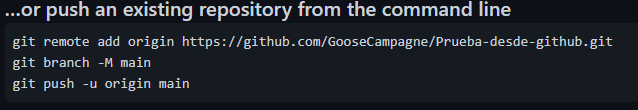 ...or push an existing repository from the command line
git remote add origin https://github.com/GooseCampagne/Prueba-desde-github.git
git branch -M main
git push -u origin main